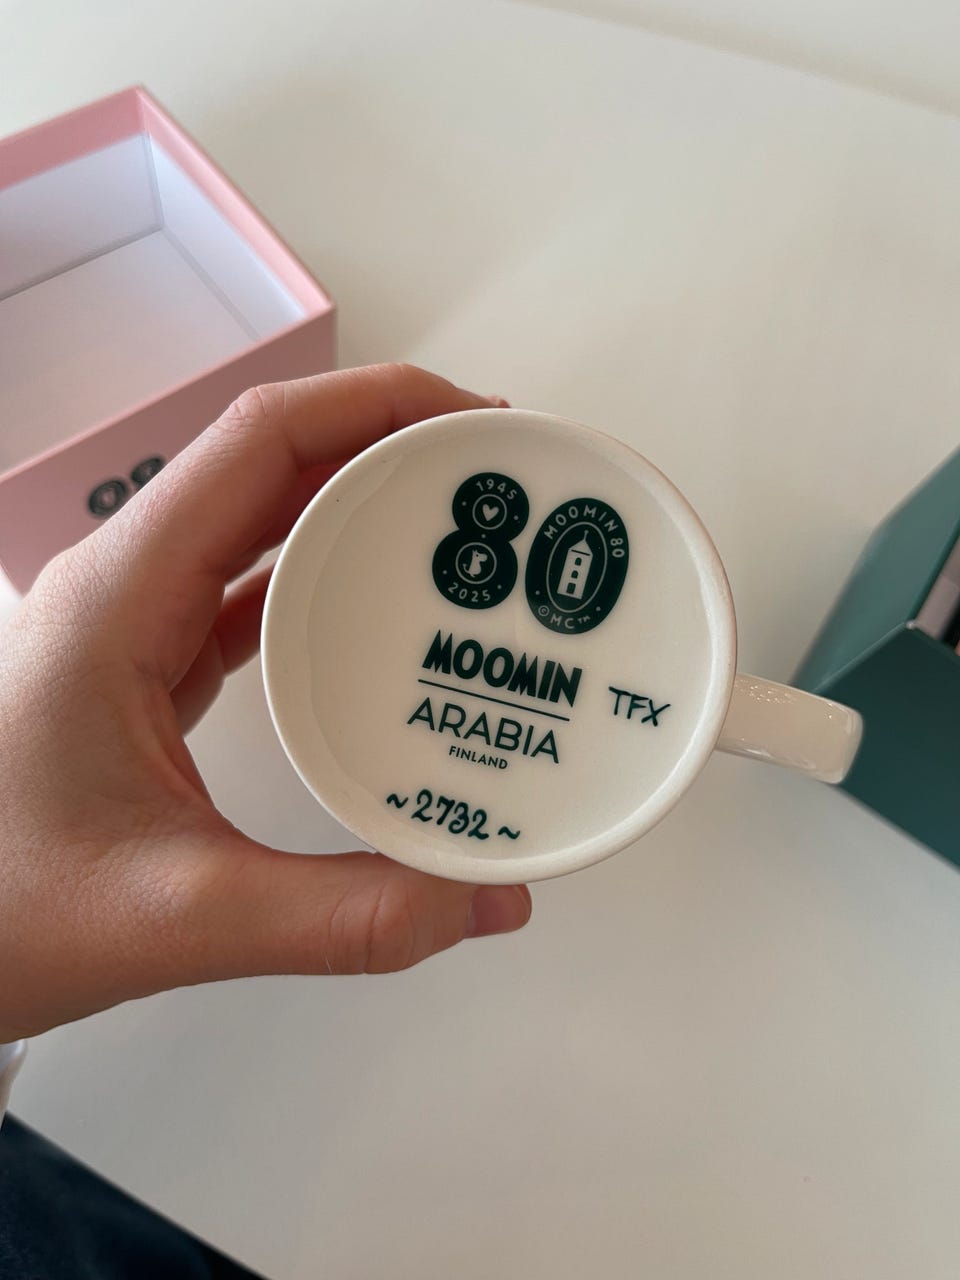 1945
2025
MOOMIN 80
© MC™
MOOMIN
ARABIA
FINLAND
TFX
~2732~
80